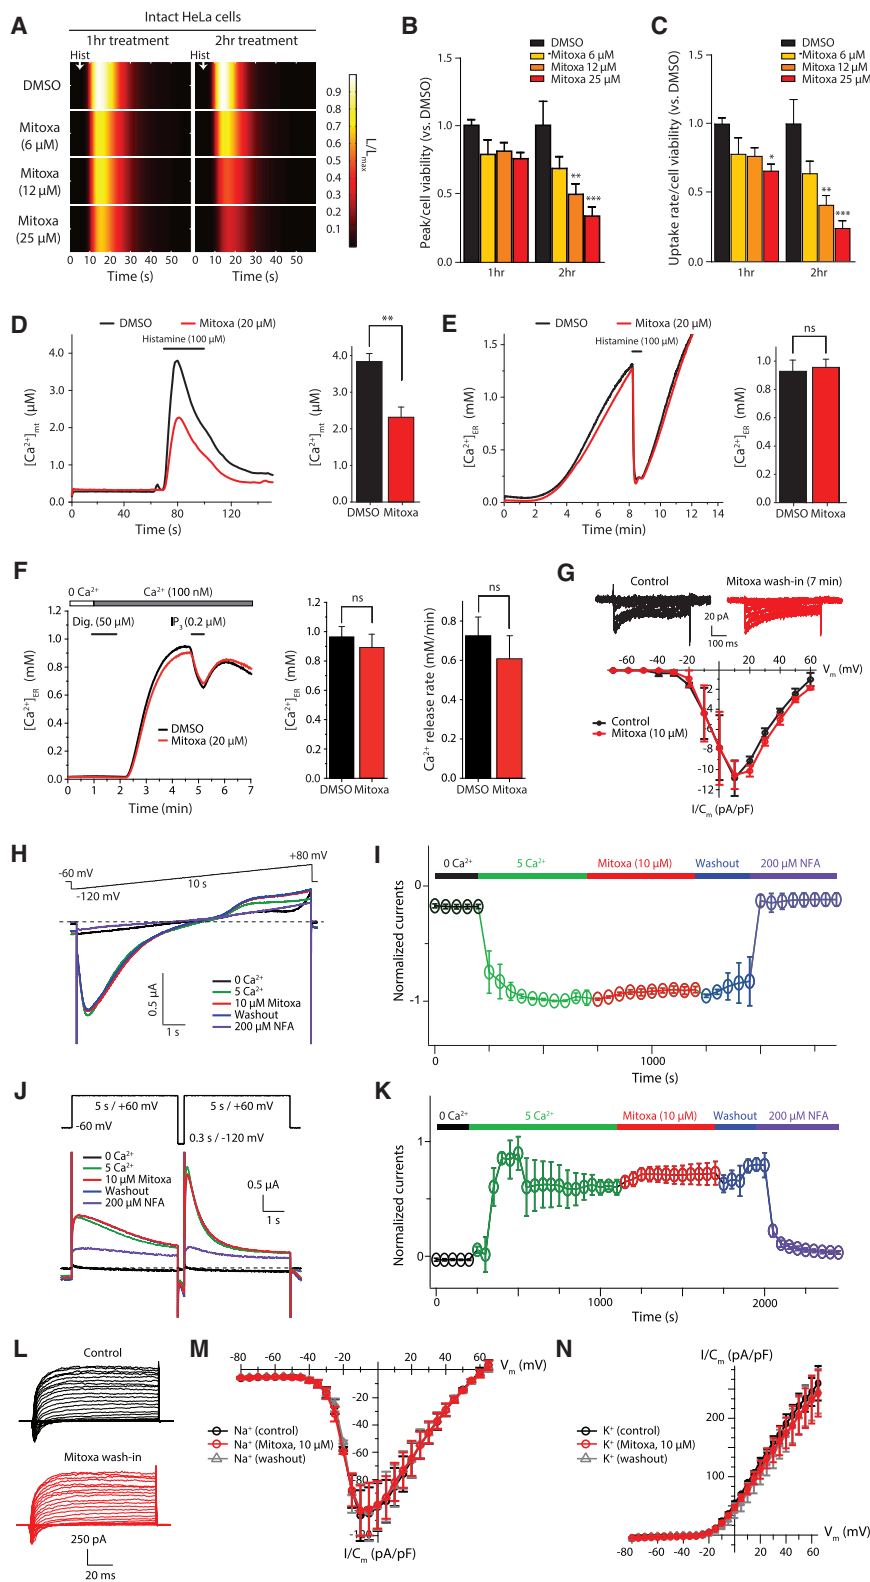 A
Intact HeLa cells
1hr treatment
2hr treatment
Hist
Hist
DMSO
Mitoxa
(6 µM)
Mitoxa
(12 µM)
Mitoxa
(25 µM)
0 10 20 30 40 50
0 10 20 30 40 50
Time (s)
Time (s)
0.9
0.8
0.7
0.6
0.5
0.4
0.3
0.2
0.1
L/Lmax
B
DMSO
Mitoxa 6 µM
Mitoxa 12 µM
Mitoxa 25 µM
Peak/cell viability (vs. DMSO)
1.5
1.0
0.5
0.0
**
***
1hr
2hr
C
DMSO
Mitoxa 6 µM
Mitoxa 12 µM
Mitoxa 25 µM
Uptake rate/cell viability (vs. DMSO)
1.5
1.0
0.5
0.0
*
**
***
1hr
2hr
D
DMSO
Mitoxa (20 µM)
Histamine (100 µM)
[Ca²⁺]mt (µM)
4.0
3.0
2.0
1.0
0.0
0 40 80 120
Time (s)
**
[Ca²⁺]mt (µM)
4.0
3.0
2.0
1.0
0.0
DMSO Mitoxa
E
DMSO
Mitoxa (20 µM)
Histamine (100 µM)
[Ca²⁺]ER (mM)
1.5
1.0
0.5
0.0
0 2 4 6 8 10 12 14
Time (min)
ns
[Ca²⁺]ER (mM)
1.0
0.8
0.6
0.4
0.2
0.0
DMSO Mitoxa
F
0 Ca²⁺
Ca²⁺ (100 nM)
Dig. (50 µM)
IP₃ (0.2 µM)
[Ca²⁺]ER (mM)
1.2
1.0
0.8
0.6
0.4
0.2
0.0
DMSO
Mitoxa (20 µM)
0 1 2 3 4 5 6 7
Time (min)
ns
[Ca²⁺]ER (mM)
1.2
1.0
0.8
0.6
0.4
0.2
0.0
DMSO Mitoxa
ns
Ca²⁺ release rate (mM/min)
0.8
0.6
0.4
0.2
0.0
DMSO Mitoxa
G
Control
Mitoxa wash-in (7 min)
20 pA
100 ms
-60 -40 -20 20 40 60
Vm (mV)
-2
-4
-6
-8
-10
-12
Control
Mitoxa (10 µM)
I/Cm (pA/pF)
H
-60 mV
+80 mV
-120 mV
10 s
0.5 µA
1 s
0 Ca²⁺
5 Ca²⁺
10 µM Mitoxa
Washout
200 µM NFA
I
0 Ca²⁺
5 Ca²⁺
Mitoxa (10 µM)
Washout
200 µM NFA
Normalized currents
0
-1
0 1000
Time (s)
J
5 s / +60 mV
5 s / +60 mV
-60 mV
0.3 s / -120 mV
0 Ca²⁺
5 Ca²⁺
10 µM Mitoxa
Washout
200 µM NFA
0.5 µA
1 s
K
0 Ca²⁺
5 Ca²⁺
Mitoxa (10 µM)
Washout
200 µM NFA
Normalized currents
1
0
0 1000 2000
Time (s)
L
Control
Mitoxa wash-in
250 pA
20 ms
M
-80 -60 -40 -20 20 40 60
Vm (mV)
-20
-40
-60
-80
-100
-120
Na⁺ (control)
Na⁺ (Mitoxa, 10 µM)
Na⁺ (washout)
I/Cm (pA/pF)
N
I/Cm (pA/pF)
200
100
K⁺ (control)
K⁺ (Mitoxa, 10 µM)
K⁺ (washout)
-80 -60 -40 -20 20 40 60
Vm (mV)